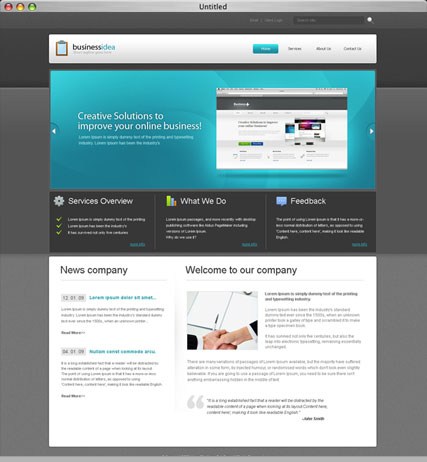 Untitled
businessidea
Home Services About Us Contact Us
Creative Solutions to
improve your online business!
Lorem Ipsum is simply dummy text of the printing and typesetting
industry. Lorem Ipsum has been the industry's
Services Overview
Lorem Ipsum is simply dummy text of the printing
Lorem Ipsum has been the industry's
It has survived not only five centuries
What We Do
Lorem Ipsum packages, and more recently with desktop
publishing software like Aldus PageMaker including
versions of Lorem Ipsum.
Why do we use it?
Feedback
The point of using Lorem Ipsum is that it has a more-or-
less normal distribution of letters, as opposed to using
'Content here, content here', making it look like readable
English.
News company
12. 01. 09 Lorem ipsum dolor sit amet...
Lorem Ipsum is simply dummy text of the printing
and typesetting industry. Lorem Ipsum has been
the industry's standard dummy text ever since the
1500s, when an unknown printer...
Read More>>
04. 01. 09 Nullam const commodo arcu.
It is a long established fact that a reader will be distracted by
the readable content of a page when looking at its layout.
The point of using Lorem Ipsum is that it has a more-or-less
normal distribution of letters, as opposed to using
'Content here, content here', making it look like readable
English.
Read More>>
Welcome to our company
Lorem Ipsum is simply dummy text of the printing
and typesetting industry.
Lorem Ipsum has been the industry's standard
dummy text ever since the 1500s, when an unknown
printer took a galley of type and scrambled it to make
a type specimen book.
It has survived not only five centuries, but also the
leap into electronic typesetting, remaining essentially
unchanged.
There are many variations of passages of Lorem Ipsum available, but the majority have suffered
alteration in some form, by injected humour, or randomised words which don't look even slightly
believable. If you are going to use a passage of Lorem Ipsum, you need to be sure there isn't
anything embarrassing hidden in the middle of text.
"It is a long established fact that a reader will be distracted by the
readable content of a page when looking at its layout. Content here,
content here', making it look like readable English."
-John Smith